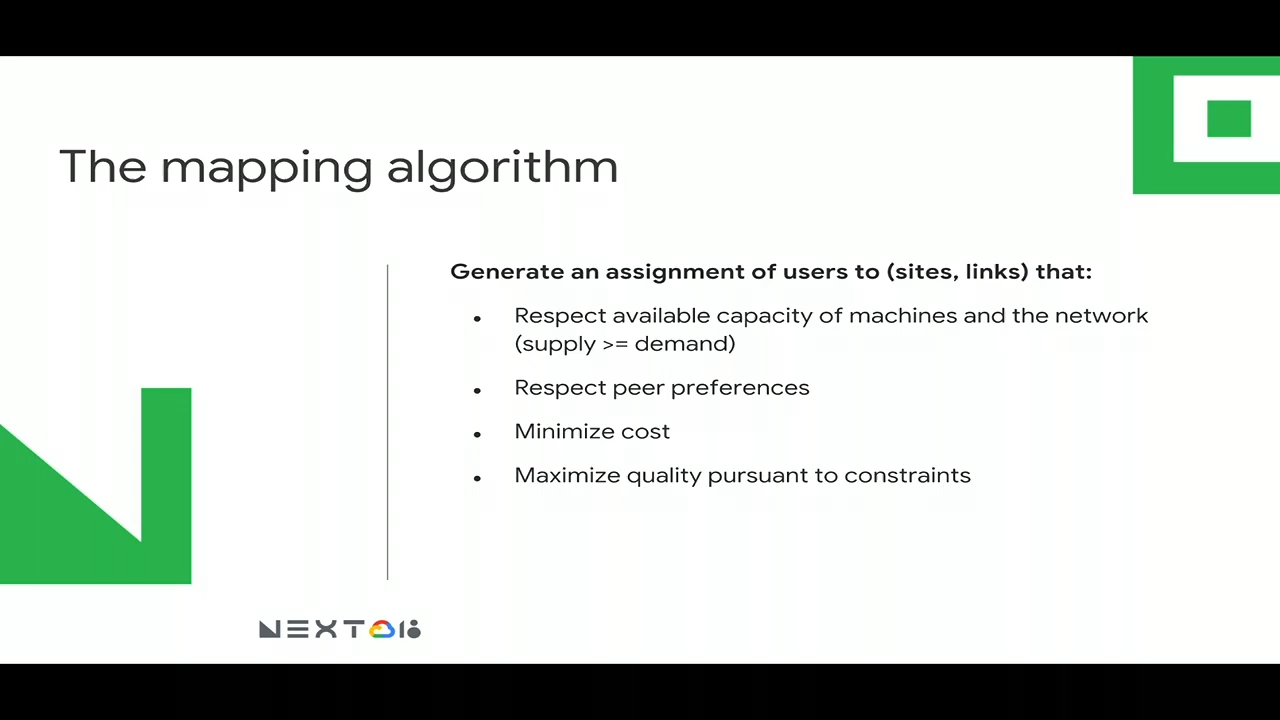 The mapping algorithm
Generate an assignment of users to (sites, links) that:
• Respect available capacity of machines and the network
(supply >= demand)
• Respect peer preferences
• Minimize cost
• Maximize quality pursuant to constraints
NEXT 18